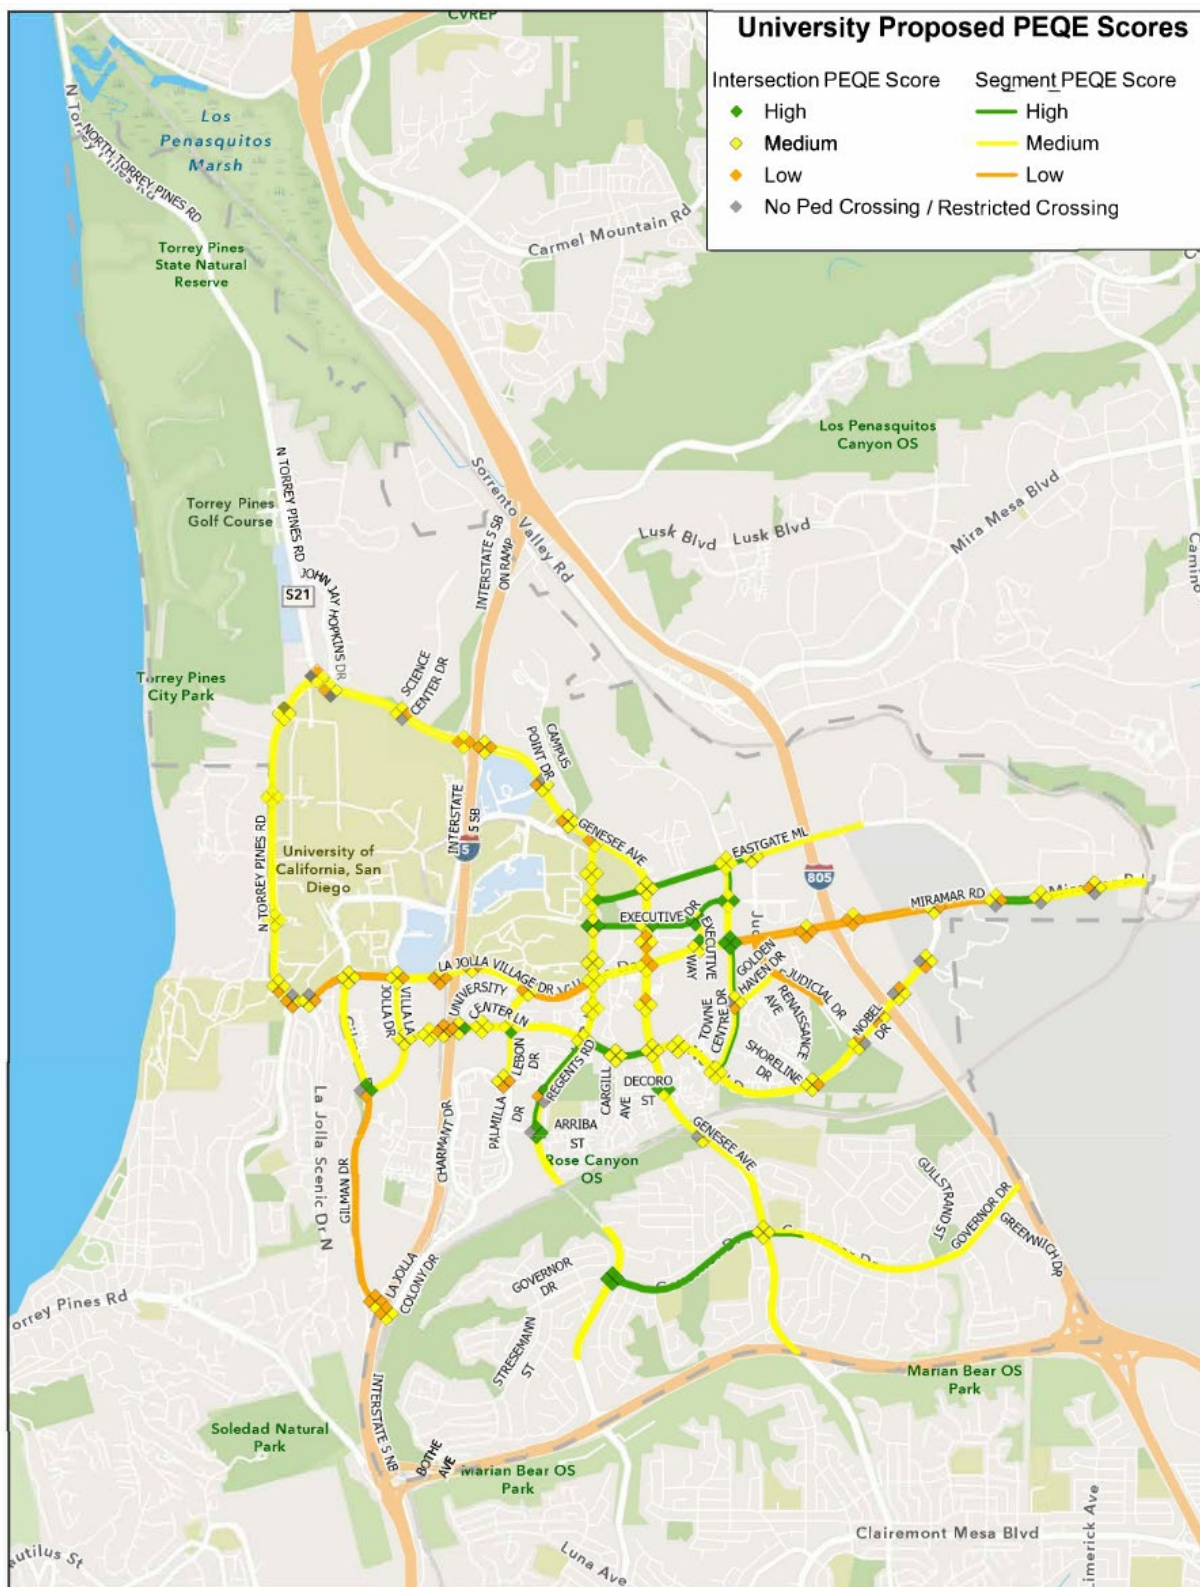 CVREP
University Proposed PEQE Scores
Intersection PEQE Score
Segment PEQE Score
High
High
Medium
Medium
Low
Low
No Ped Crossing / Restricted Crossing
N Torrey Pines Rd
NORTH TORREY PINES RD
Los
Penasquitos
Marsh
Torrey Pines
State Natural
Reserve
Carmel Mountain Rd
Los Penasquitos
Canyon OS
N TORREY PINES RD
Torrey Pines
Golf Course
Sorrento Valley Rd
INTERSTATE 5 SB
ON RAMP
Lusk Blvd
Lusk Blvd
Mira Mesa Blvd
Camino
JOHN JAY HOPKINS DR
S21
Torrey Pines
City Park
SCIENCE
CENTER DR
CAMPUS
POINT DR
INTERSTATE
5 SB
5
GENESEE AVE
EASTGATE ML
805
N TORREY PINES RD
University of
California, San
Diego
EXECUTIVE DR
MIRAMAR RD
EXECUTIVE
WAY
GOLDEN
HAVEN DR
LA JOLLA VILLAGE DR
UNIVERSITY
CENTER LN
VILLA LA
JOLLA DR
JUDICIAL DR
RENAISSANCE
AVE
TOWNE
CENTRE DR
NOBEL
DR
SHORELINE
DR
LEBON
DR
REGENTS RD
CARGILL
AVE
DECORO
ST
PALMILLA
DR
ARRIBA
ST
Rose Canyon
OS
GENESEE AVE
CHARMANT DR
La Jolla Scenic Dr N
GILMAN DR
GULLSTRAND ST
GOVERNOR DR
GREENWICH DR
LA JOLLA
COLONY DR
GOVERNOR
DR
orrey Pines Rd
STRESEMANN
ST
Marian Bear OS
Park
INTERSTATE 5 NB
Soledad Natural
Park
BOTHE
AVE
Marian Bear OS
Park
Clairemont Mesa Blvd
Luna Ave
autilus St
imerick Ave